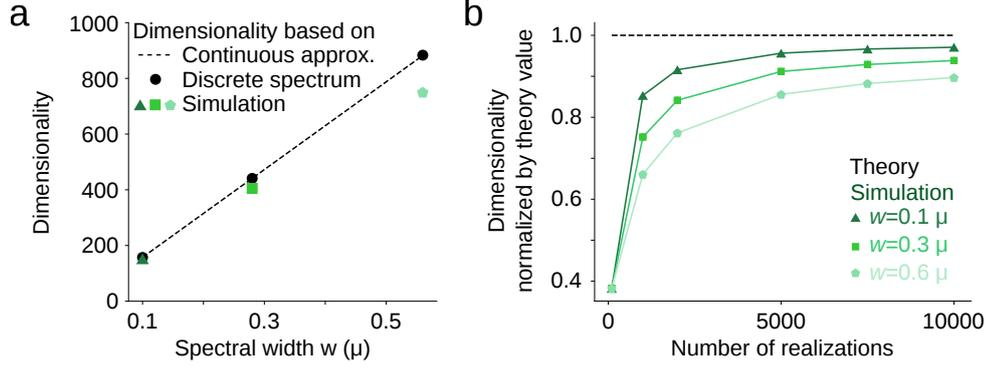 a
Dimensionality based on
Continuous approx.
Discrete spectrum
Simulation
1000
800
600
400
200
0
Dimensionality
0.1
0.3
0.5
Spectral width w (μ)
b
1.0
0.8
0.6
0.4
Dimensionality
normalized by theory value
Theory
Simulation
w=0.1 μ
w=0.3 μ
w=0.6 μ
0
5000
10000
Number of realizations